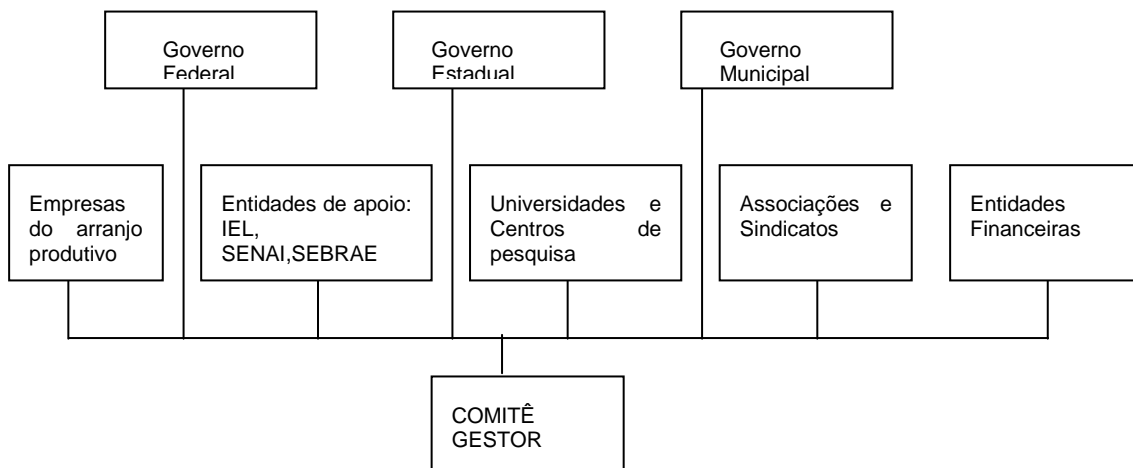 Governo
Federal
Governo
Estadual
Governo
Municipal
Empresas
do arranjo
produtivo
Entidades de apoio:
IEL,
SENAI,SEBRAE
Universidades e
Centros de
pesquisa
Associações e
Sindicatos
Entidades
Financeiras
COMITÊ
GESTOR